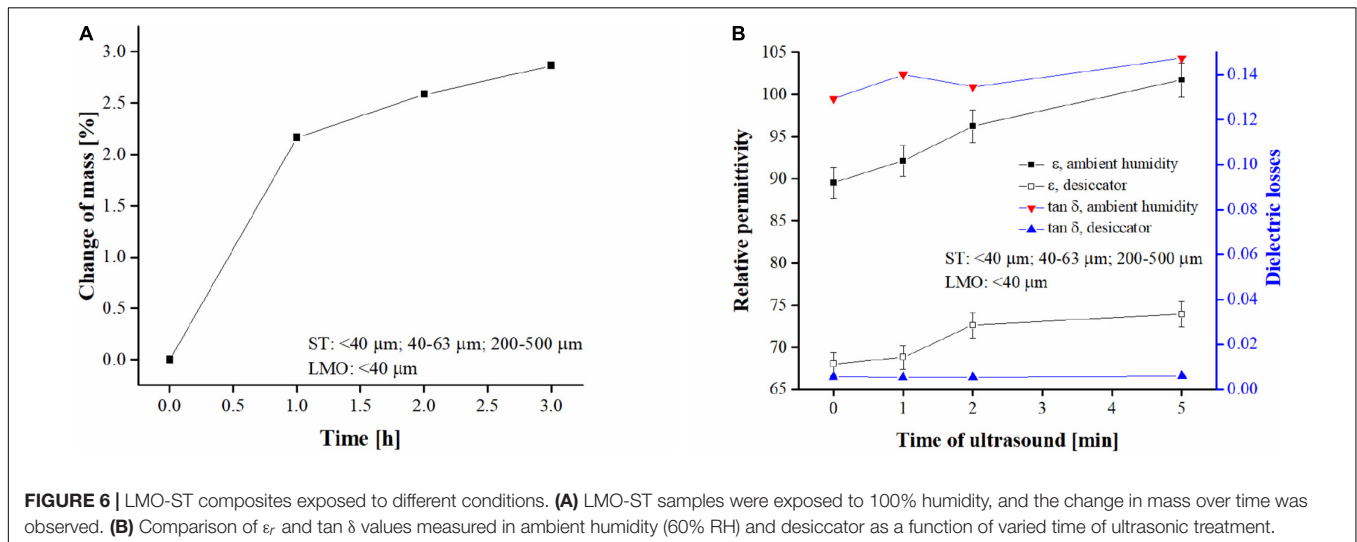 A
3.0
2.5
2.0
1.5
1.0
0.5
0.0
Change of mass [%]
ST: <40 µm; 40-63 µm; 200-500 µm
LMO: <40 µm
0.0 0.5 1.0 1.5 2.0 2.5 3.0
Time [h]
B
105
100
95
90
85
80
75
70
65
Relative permittivity
ε, ambient humidity
ε, desiccator
tan δ, ambient humidity
tan δ, desiccator
ST: <40 µm; 40-63 µm; 200-500 µm
LMO: <40 µm
0.14
0.12
0.10
0.08
0.06
0.04
0.02
0.00
Dielectric losses
0 1 2 3 4 5
Time of ultrasound [min]
FIGURE 6 | LMO-ST composites exposed to different conditions. (A) LMO-ST samples were exposed to 100% humidity, and the change in mass over time was
observed. (B) Comparison of εr and tan δ values measured in ambient humidity (60% RH) and desiccator as a function of varied time of ultrasonic treatment.